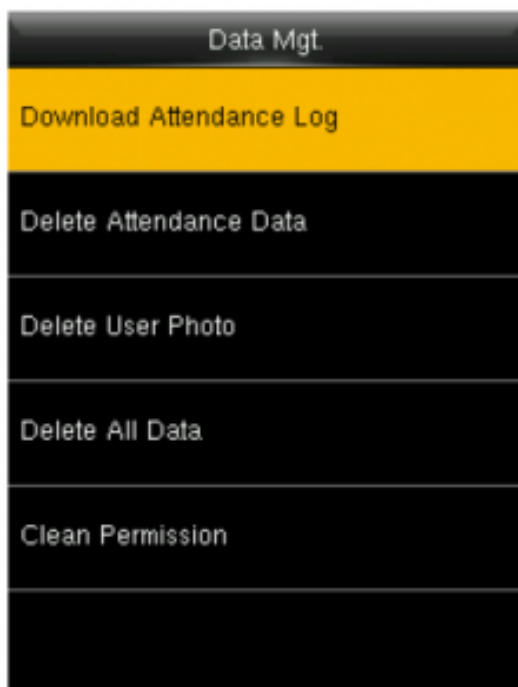 Data Mgt.
Download Attendance Log
Delete Attendance Data
Delete User Photo
Delete All Data
Clean Permission